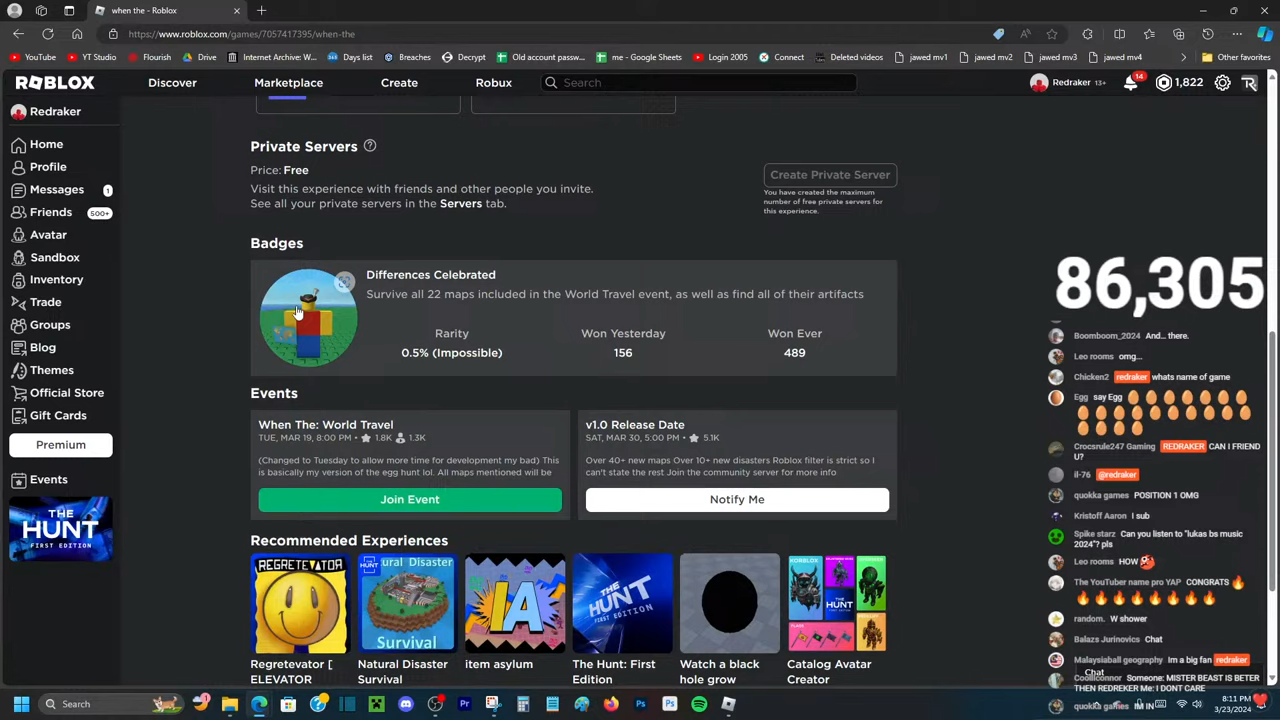 when the - Roblox
https://www.roblox.com/games/7057417395/when-the
YouTube YT Studio Flourish Drive Internet Archive: W... Days list Braces Decrypt Old account passw... me - Google Sheets Login 2005 Connect Deleted videos jawed mv1 jawed mv2 jawed mv3 jawed mv4 Other favorites
ROBLOX Discover Marketplace Create Robux Search Redraker 13+ 14 1,822
Redraker
Home
Profile
Messages 1
Friends 500+
Avatar
Sandbox
Inventory
Trade
Groups
Blog
Themes
Official Store
Gift Cards
Premium
Events
THE
HUNT
FIRST EDITION
Private Servers
Price: Free
Visit this experience with friends and other people you invite.
See all your private servers in the Servers tab.
Create Private Server
You have created the maximum
number of free private servers for
this experience.
Badges
Differences Celebrated
Survive all 22 maps included in the World Travel event, as well as find all of their artifacts
Rarity Won Yesterday Won Ever
0.5% (Impossible) 156 489
Events
When The: World Travel
TUE, MAR 19, 8:00 PM • 1.8K 1.3K
(Changed to Tuesday to allow more time for development my bad) This
is basically my version of the egg hunt lol. All maps mentioned will be
Join Event
v1.0 Release Date
SAT, MAR 30, 5:00 PM • 5.1K
Over 40+ new maps Over 10+ new disasters Roblox filter is strict so I
can't state the rest Join the community server for more info
Notify Me
Recommended Experiences
REGRETEVATOR
THE HUNT
ural Disaster
Survival
IA
THE HUNT
FIRST EDITION
Regretevator [
ELEVATOR
Natural Disaster
Survival
item asylum
The Hunt: First
Edition
Watch a black
hole grow
Catalog Avatar
Creator
86,305
Boomboom_2024 And... there.
Leo rooms omg...
Chicken2 redraker whats name of game
Egg say Egg
Crocsrule247 Gaming REDRAKER CAN I FRIEND
U?
il-76 @redraker
quokka games POSITION 1 OMG
Kristoff Aaron I sub
Spike starz Can you listen to "lukas bs music
2024"? pls
Leo rooms HOW
The YouTube name pro YAP CONGRATS
random. W shower
Balazs Jurinovics Chat
Malaysiaball geography Im a big fan redraker
Chat
Coollconnor Someone: MISTER BEAST IS BETER
THEN REDREKER Me: I DONT CARE
quokka games IM IN
Search
8:11 PM
3/23/2024